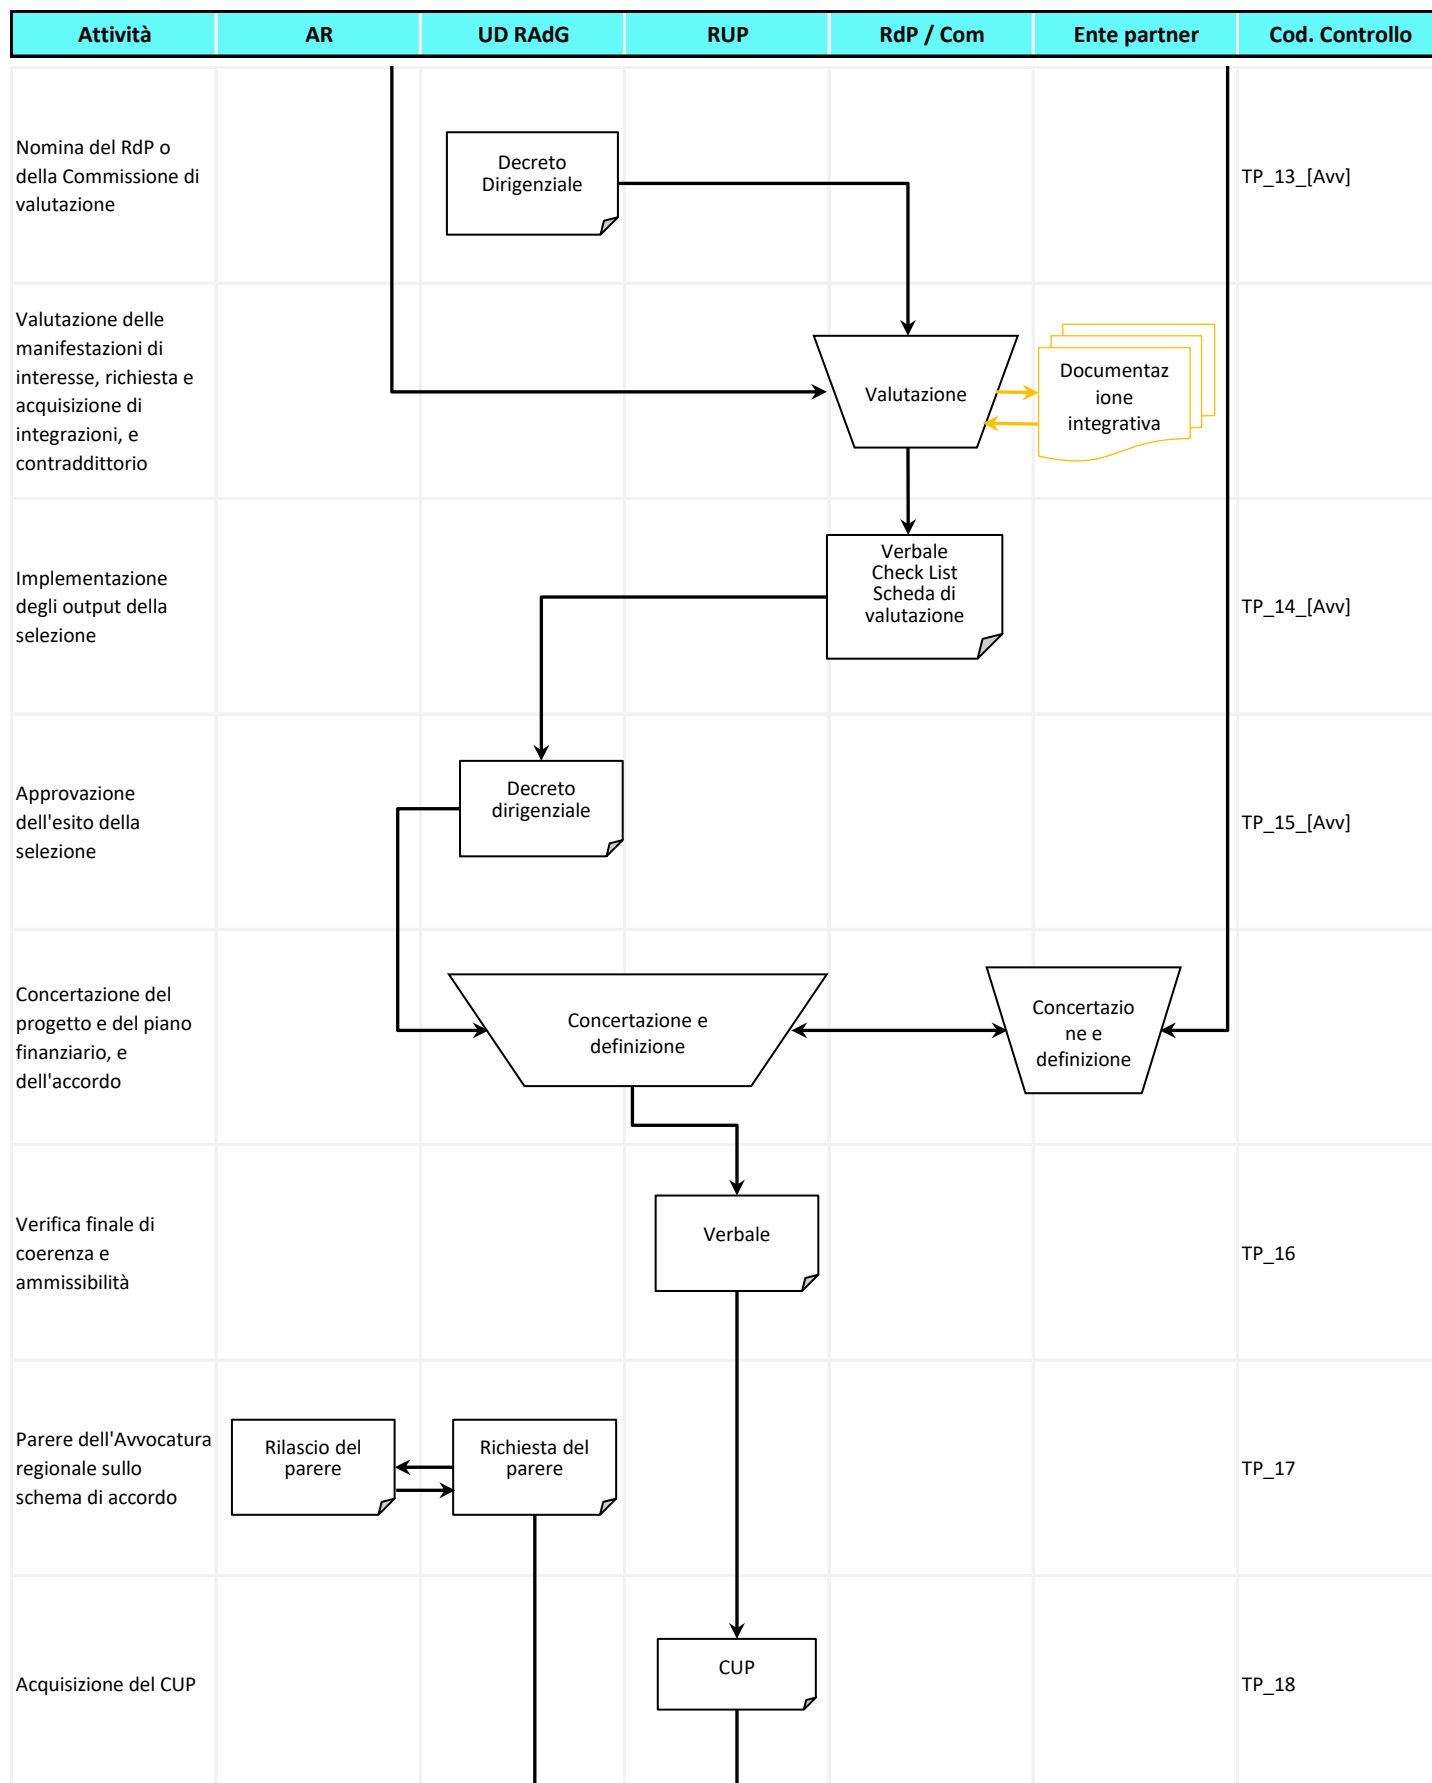 Attività
AR
UD RAdG
RUP
RdP / Com
Ente partner
Cod. Controllo
Nomina del RdP o
della Commissione di
valutazione
Decreto
Dirigenziale
TP_13_[Avv]
Valutazione delle
manifestazioni di
interesse, richiesta e
acquisizione di
integrazioni, e
contraddittorio
Valutazione
Documentaz
ione
integrativa
Implementazione
degli output della
selezione
Verbale
Check List
Scheda di
valutazione
TP_14_[Avv]
Approvazione
dell'esito della
selezione
Decreto
dirigenziale
TP_15_[Avv]
Concertazione del
progetto e del piano
finanziario, e
dell'accordo
Concertazione e
definizione
Concertazio
ne e
definizione
Verifica finale di
coerenza e
ammissibilità
Verbale
TP_16
Parere dell'Avvocatura
regionale sullo
schema di accordo
Rilascio del
parere
Richiesta del
parere
TP_17
Acquisizione del CUP
CUP
TP_18